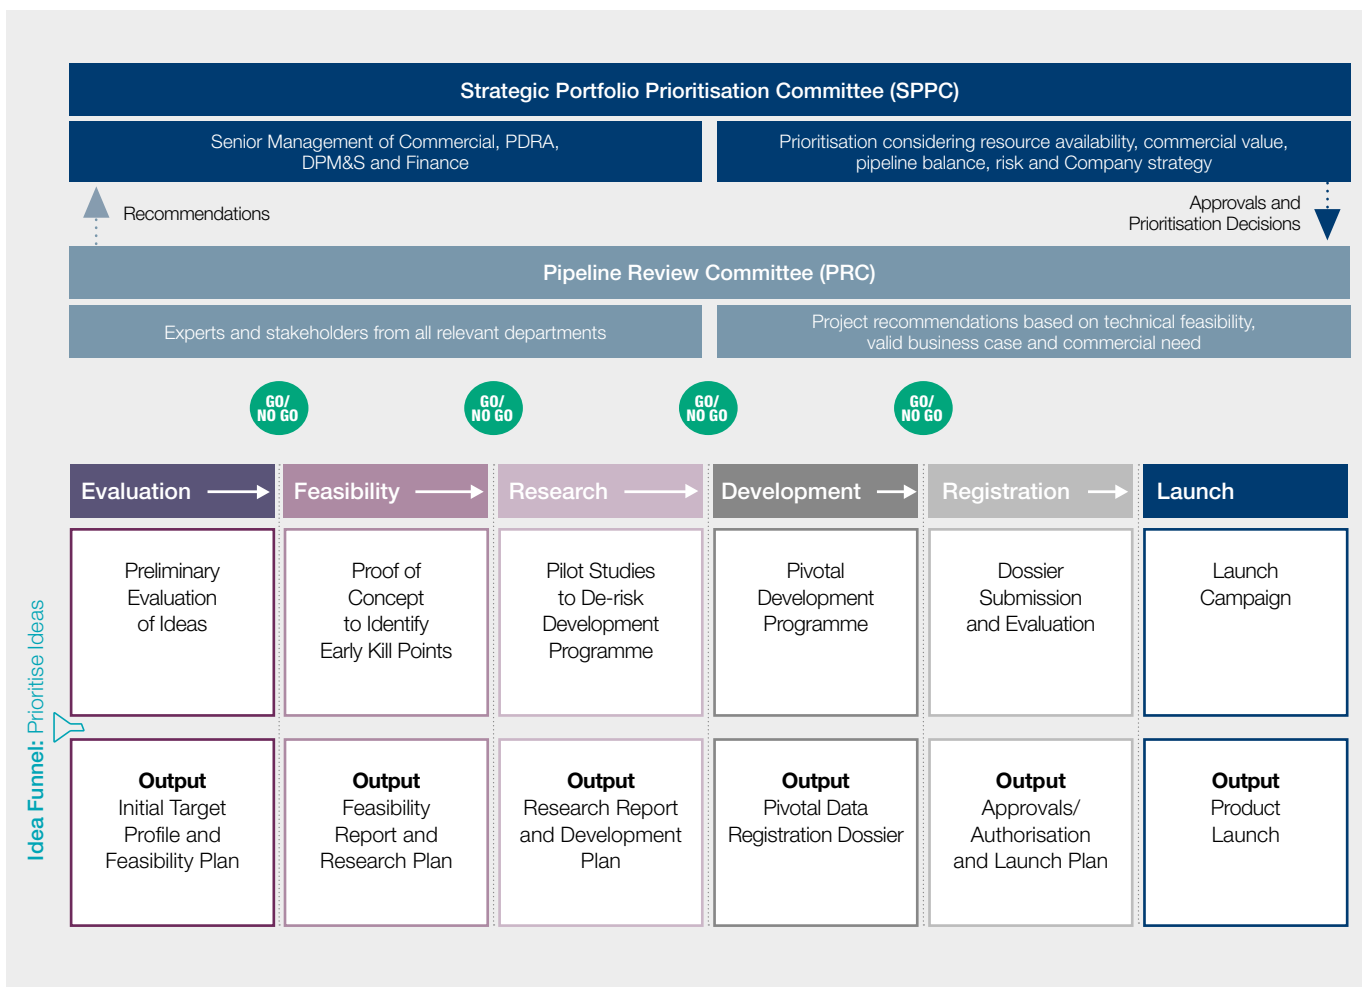 Strategic Portfolio Prioritisation Committee (SPPC)
Senior Management of Commercial, PDRA,
DPM&S and Finance
Prioritisation considering resource availability, commercial value,
pipeline balance, risk and Company strategy
Recommendations
Approvals and
Prioritisation Decisions
Pipeline Review Committee (PRC)
Experts and stakeholders from all relevant departments
Project recommendations based on technical feasibility,
valid business case and commercial need
GO/
NO GO
GO/
NO GO
GO/
NO GO
GO/
NO GO
Idea Funnel: Prioritise Ideas
Evaluation
Feasibility
Research
Development
Registration
Launch
Preliminary
Evaluation
of Ideas
Proof of
Concept
to Identify
Early Kill Points
Pilot Studies
to De-risk
Development
Programme
Pivotal
Development
Programme
Dossier
Submission
and Evaluation
Launch
Campaign
Output
Initial Target
Profile and
Feasibility Plan
Output
Feasibility
Report and
Research Plan
Output
Research Report
and Development
Plan
Output
Pivotal Data
Registration Dossier
Output
Approvals/
Authorisation
and Launch Plan
Output
Product
Launch